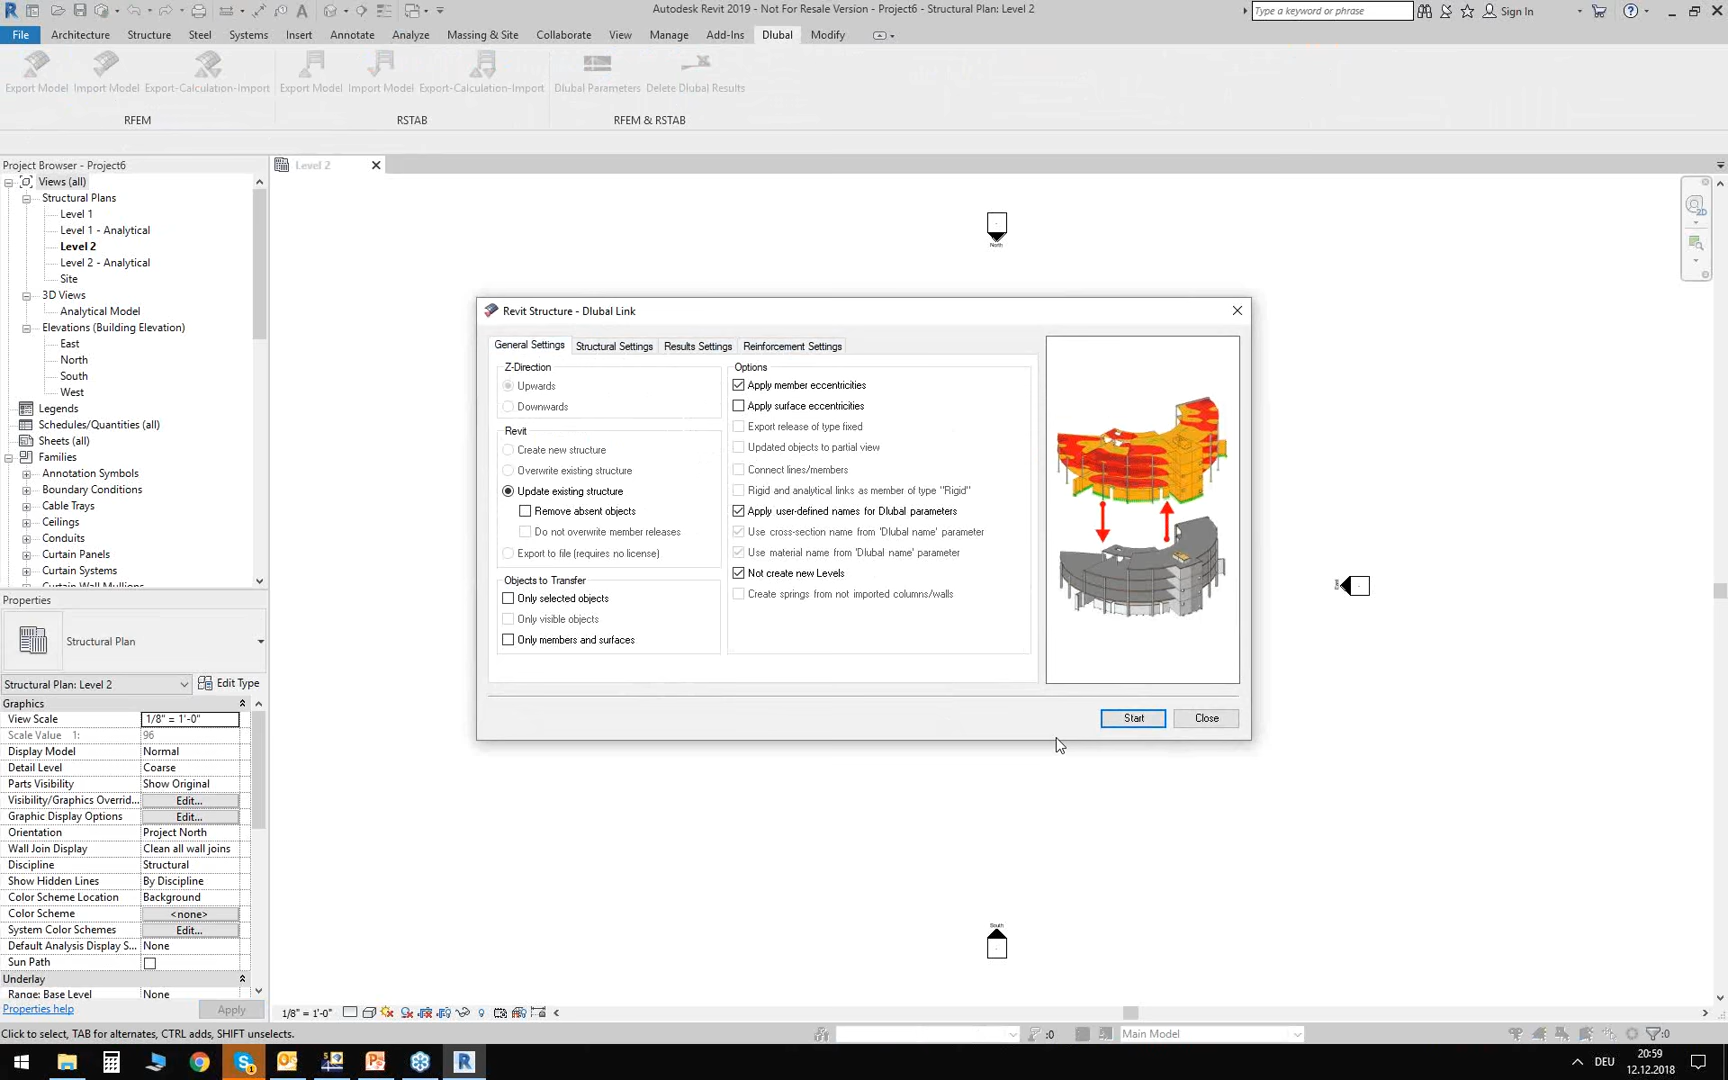 Autodesk Revit 2019 - Not For Resale Version - Project6 - Structural Plan: Level 2
Type a keyword or phrase
Sign In
File Architecture Structure Steel Systems Insert Annotate Analyze Massing & Site Collaborate View Manage Add-Ins Dlubal Modify
Export Model Import Model Export-Calculation-Import Export Model Import Model Export-Calculation-Import Dlubal Parameters Delete Dlubal Results
RFEM RSTAB RFEM & RSTAB
Project Browser - Project6
Level 2
Views (all)
Structural Plans
Level 1
Level 1 - Analytical
Level 2
Level 2 - Analytical
Site
3D Views
Analytical Model
Elevations (Building Elevation)
East
North
South
West
Legends
Schedules/Quantities (all)
Sheets (all)
Families
Annotation Symbols
Boundary Conditions
Cable Trays
Ceilings
Conduits
Curtain Panels
Curtain Systems
Curtain Wall Mullions
Properties
Structural Plan
Structural Plan: Level 2
Edit Type
Graphics
View Scale 1/8" = 1'-0"
Scale Value 1: 96
Display Model Normal
Detail Level Coarse
Parts Visibility Show Original
Visibility/Graphics Overrid... Edit...
Graphic Display Options Edit...
Orientation Project North
Wall Join Display Clean all wall joins
Discipline Structural
Show Hidden Lines By Discipline
Color Scheme Location Background
Color Scheme <none>
System Color Schemes Edit...
Default Analysis Display S... None
Sun Path
Underlay
Range: Base Level None
Properties help
Apply
North
East
South
2D
Revit Structure - Dlubal Link
General Settings Structural Settings Results Settings Reinforcement Settings
Z-Direction
Upwards
Downwards
Revit
Create new structure
Overwrite existing structure
Update existing structure
Remove absent objects
Do not overwrite member releases
Export to file (requires no license)
Objects to Transfer
Only selected objects
Only visible objects
Only members and surfaces
Options
Apply member eccentricities
Apply surface eccentricities
Export release of type fixed
Updated objects to partial view
Connect lines/members
Rigid and analytical links as member of type "Rigid"
Apply user-defined names for Dlubal parameters
Use cross-section name from 'Dlubal name' parameter
Use material name from 'Dlubal name' parameter
Not create new Levels
Create springs from not imported columns/walls
Start
Close
1/8" = 1'-0"
Click to select, TAB for alternates, CTRL adds, SHIFT unselects.
:0
Main Model
:0
DEU
20:59
12.12.2018